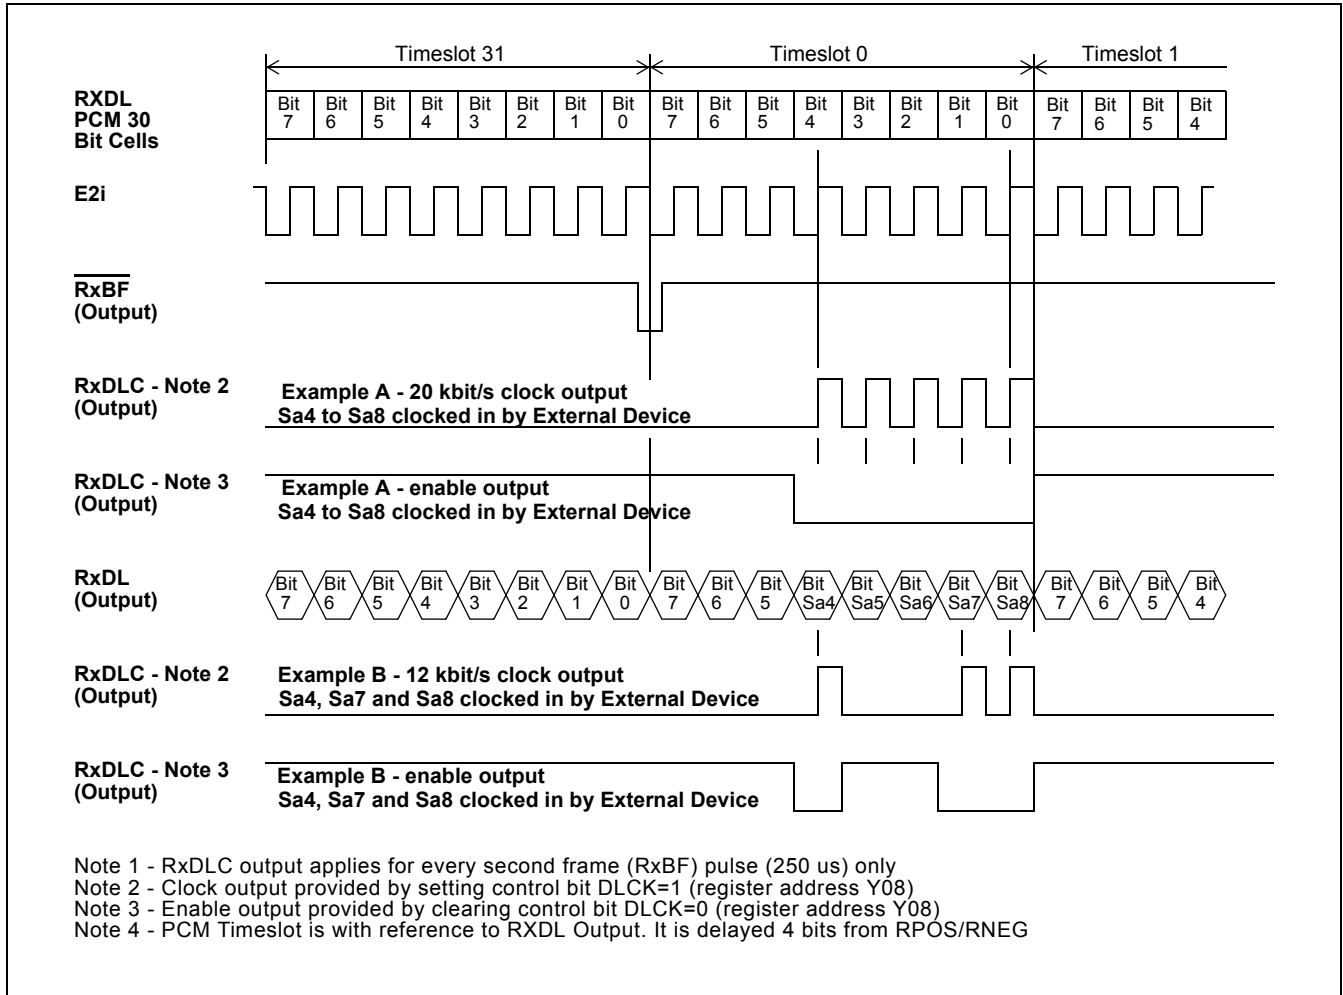 Timeslot 31 Timeslot 0 Timeslot 1
RXDL
PCM 30
Bit Cells
Bit 7 Bit 6 Bit 5 Bit 4 Bit 3 Bit 2 Bit 1 Bit 0 Bit 7 Bit 6 Bit 5 Bit 4 Bit 3 Bit 2 Bit 1 Bit 0 Bit 7 Bit 6 Bit 5 Bit 4
E2i
RxBF
(Output)
RxDLC - Note 2
(Output)
Example A - 20 kbit/s clock output
Sa4 to Sa8 clocked in by External Device
RxDLC - Note 3
(Output)
Example A - enable output
Sa4 to Sa8 clocked in by External Device
RxDL
(Output)
Bit 7 Bit 6 Bit 5 Bit 4 Bit 3 Bit 2 Bit 1 Bit 0 Bit 7 Bit 6 Bit 5 Bit Sa4 Bit Sa5 Bit Sa6 Bit Sa7 Bit Sa8 Bit 7 Bit 6 Bit 5 Bit 4
RxDLC - Note 2
(Output)
Example B - 12 kbit/s clock output
Sa4, Sa7 and Sa8 clocked in by External Device
RxDLC - Note 3
(Output)
Example B - enable output
Sa4, Sa7 and Sa8 clocked in by External Device
Note 1 - RxDLC output applies for every second frame (RxBF) pulse (250 us) only
Note 2 - Clock output provided by setting control bit DLCK=1 (register address Y08)
Note 3 - Enable output provided by clearing control bit DLCK=0 (register address Y08)
Note 4 - PCM Timeslot is with reference to RXDL Output. It is delayed 4 bits from RPOS/RNEG